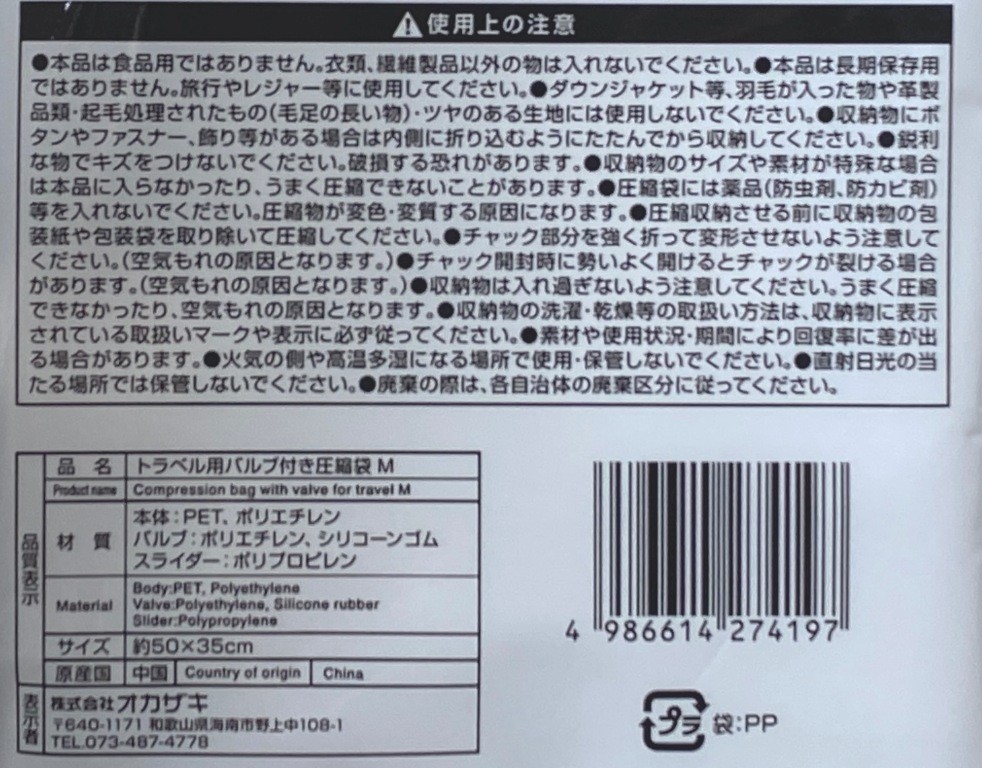 ⚠使用上の注意
●本品は食品用ではありません。衣類、繊維製品以外の物は入れないでください。●本品は長期保存用
ではありません。旅行やレジャー等に使用してください。●ダウンジャケット等、羽毛が入った物や革製
品類・起毛処理されたもの(毛足の長い物)・ツヤのある生地には使用しないでください。●収納物にボ
タンやファスナー、飾り等がある場合は内側に折り込むようにたたんでから収納してください。●鋭利
な物でキズをつけないでください。破損する恐れがあります。●収納物のサイズや素材が特殊な場合
は本品に入らなかったり、うまく圧縮できないことがあります。●圧縮袋には薬品(防虫剤、防カビ剤)
等を入れないでください。圧縮物が変色・変質する原因になります。●圧縮収納させる前に収納物の包
装紙や包装袋を取り除いて圧縮してください。●チャック部分を強く折って変形させないよう注意して
ください。(空気もれの原因となります。)●チャック開封時に勢いよく開けるとチャックが裂ける場合
があります。(空気もれの原因となります。)●収納物は入れ過ぎないよう注意してください。うまく圧縮
できなかったり、空気もれの原因となります。●収納物の洗濯・乾燥等の取扱い方法は、収納物に表示
されている取扱いマークや表示に必ず従ってください。●素材や使用状況・期間により回復率に差が出
る場合があります。●火気の側や高温多湿になる場所で使用・保管しないでください。●直射日光の当
たる場所では保管しないでください。●廃棄の際は、各自治体の廃棄区分に従ってください。
品質表示
品 名 トラベル用バルブ付き圧縮袋 M
Product name Compression bag with valve for travel M
材 質 本体:PET、ポリエチレン
バルブ:ポリエチレン、シリコーンゴム
スライダー:ポリプロピレン
Material Body:PET, Polyethylene
Valve:Polyethylene, Silicone rubber
Slider:Polypropylene
サイズ 約50×35cm
原産国 中国 Country of origin China
表示者
株式会社オカザキ
〒640-1171 和歌山県海南市野上中108-1
TEL.073-487-4778
4 986614 274197
プラ 袋:PP